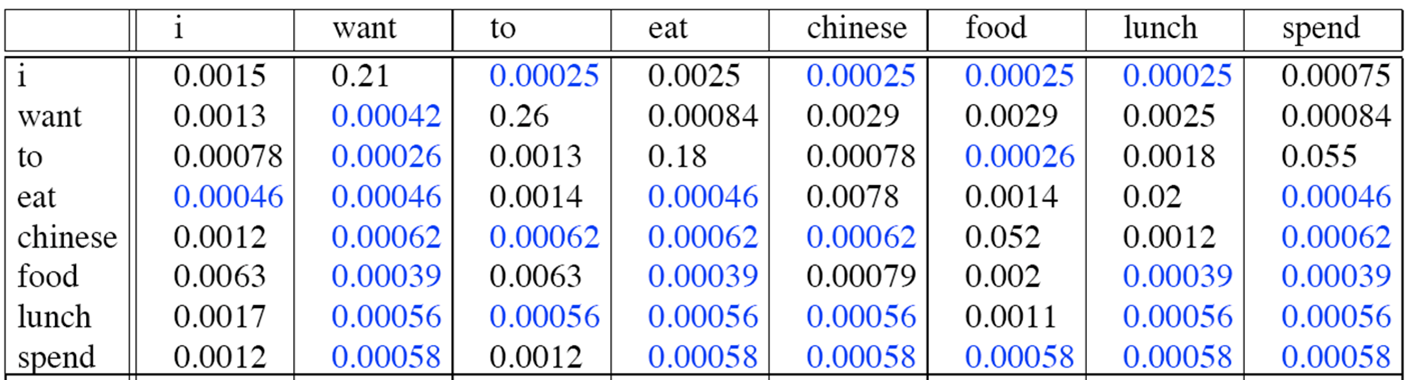 i want to eat chinese food lunch spend
i 0.0015 0.21 0.00025 0.0025 0.00025 0.00025 0.00025 0.00075
want 0.0013 0.00042 0.26 0.00084 0.0029 0.0029 0.0025 0.00084
to 0.00078 0.00026 0.0013 0.18 0.00078 0.00026 0.0018 0.055
eat 0.00046 0.00046 0.0014 0.00046 0.0078 0.0014 0.02 0.00046
chinese 0.0012 0.00062 0.00062 0.00062 0.00062 0.052 0.0012 0.00062
food 0.0063 0.00039 0.0063 0.00039 0.00079 0.002 0.00039 0.00039
lunch 0.0017 0.00056 0.00056 0.00056 0.00056 0.0011 0.00056 0.00056
spend 0.0012 0.00058 0.0012 0.00058 0.00058 0.00058 0.00058 0.00058